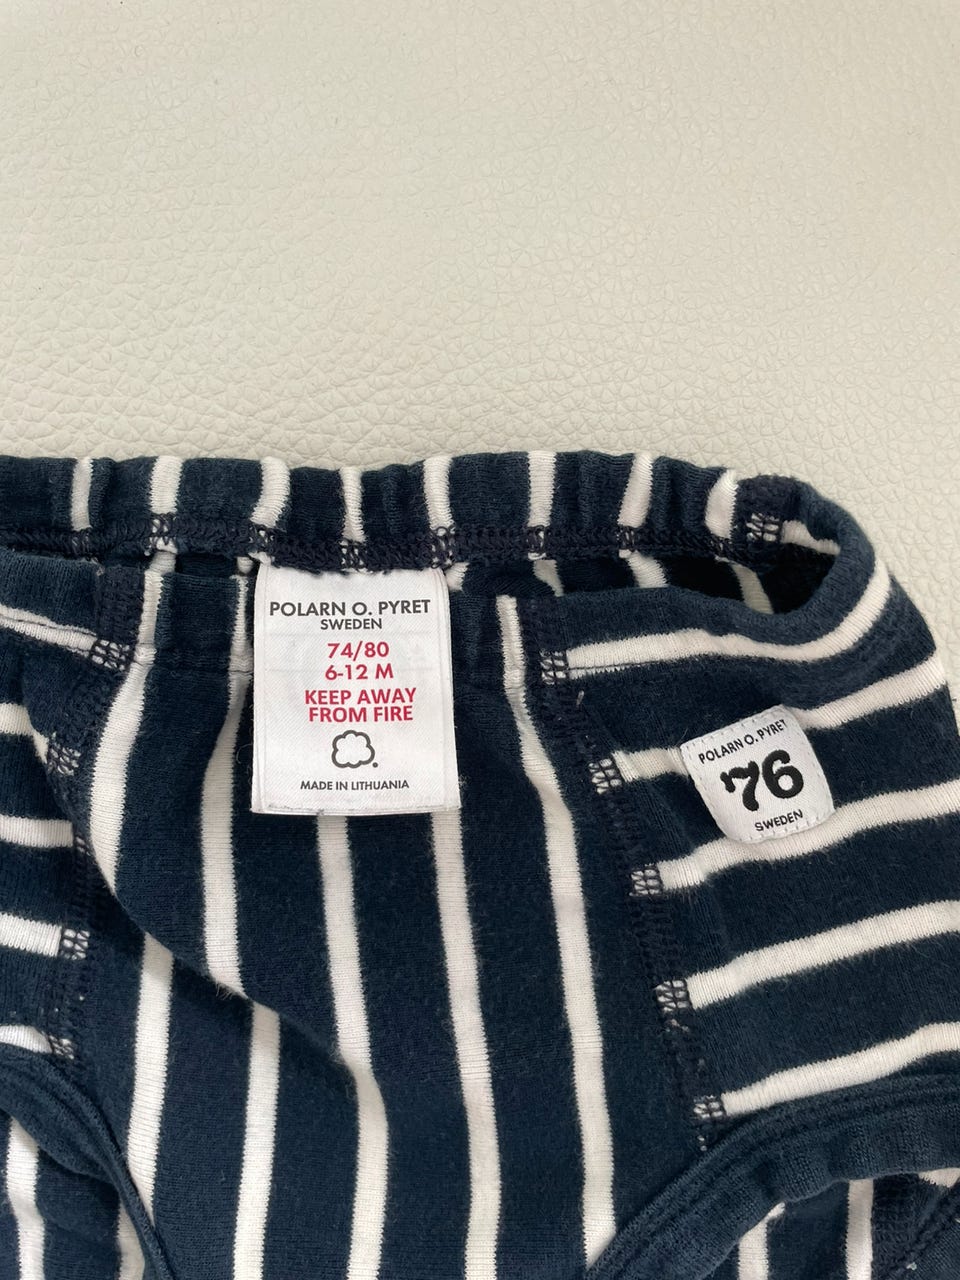 POLARN O. PYRET
SWEDEN
74/80
6-12 M
KEEP AWAY
FROM FIRE
MADE IN LITHUANIA
POLARN O. PYRET
'76
SWEDEN